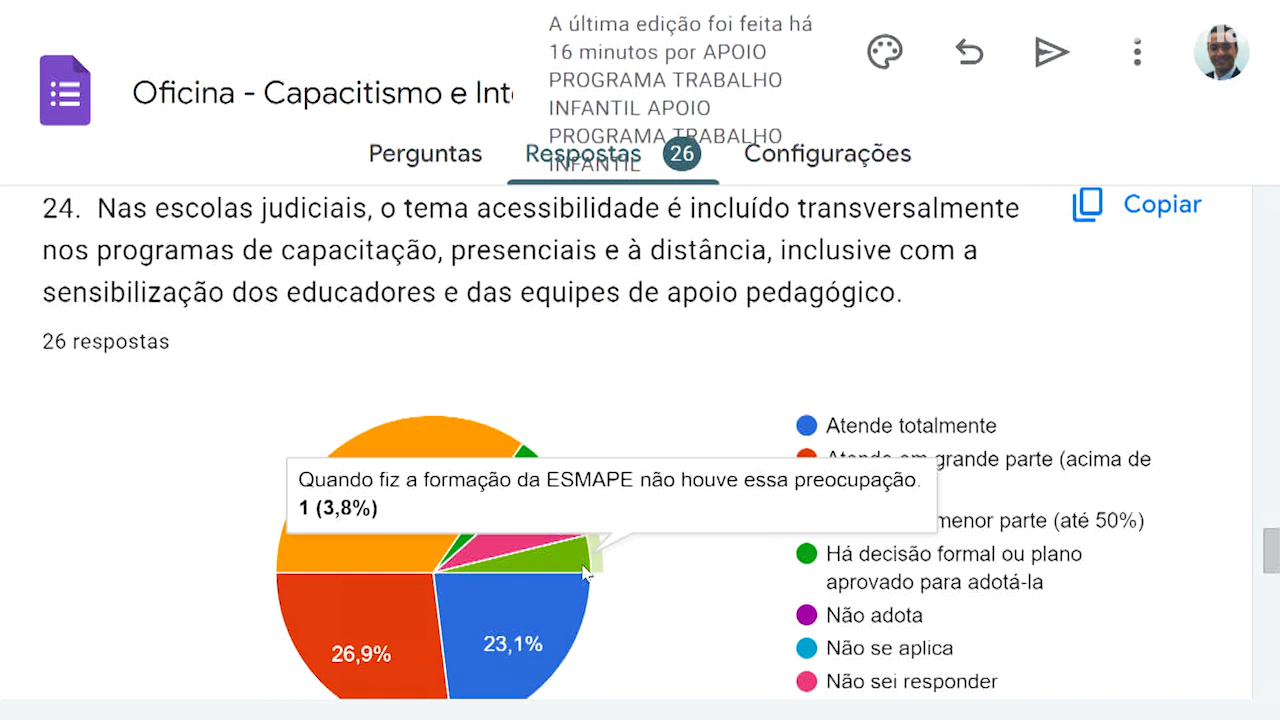 A última edição foi feita há
16 minutos por APOIO
PROGRAMA TRABALHO
INFANTIL APOIO
PROGRAMA TRABALHO
INFANTIL
Oficina - Capacitismo e Int
Perguntas
Respostas 26
Configurações
24. Nas escolas judiciais, o tema acessibilidade é incluído transversalmente
nos programas de capacitação, presenciais e à distância, inclusive com a
sensibilização dos educadores e das equipes de apoio pedagógico.
Copiar
26 respostas
Quando fiz a formação da ESMAPE não houve essa preocupação.
1 (3,8%)
26,9%
23,1%
Atende totalmente
Atende em grande parte (acima de
menor parte (até 50%)
Há decisão formal ou plano
aprovado para adotá-la
Não adota
Não se aplica
Não sei responder